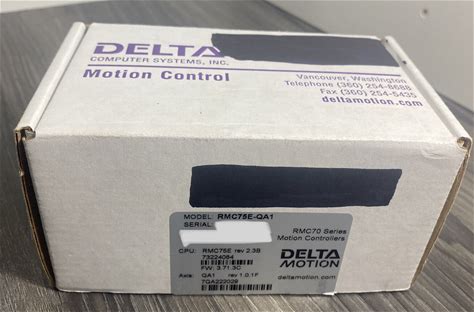 DELTA
COMPUTER SYSTEMS, INC.
Motion Control
Vancouver, Washington
Telephone (360) 254-8688
Fax (360) 254-5435
deltamotion.com
MODEL: RMC75E-QA1
SERIAL
RMC70 Series
Motion Controllers
CPU: RMC75E rev 2.3B
73224084
FW: 3.71.3C
Axis: QA1 rev 1.0.1F
7GA222029
DELTA
MOTION
deltamotion.com